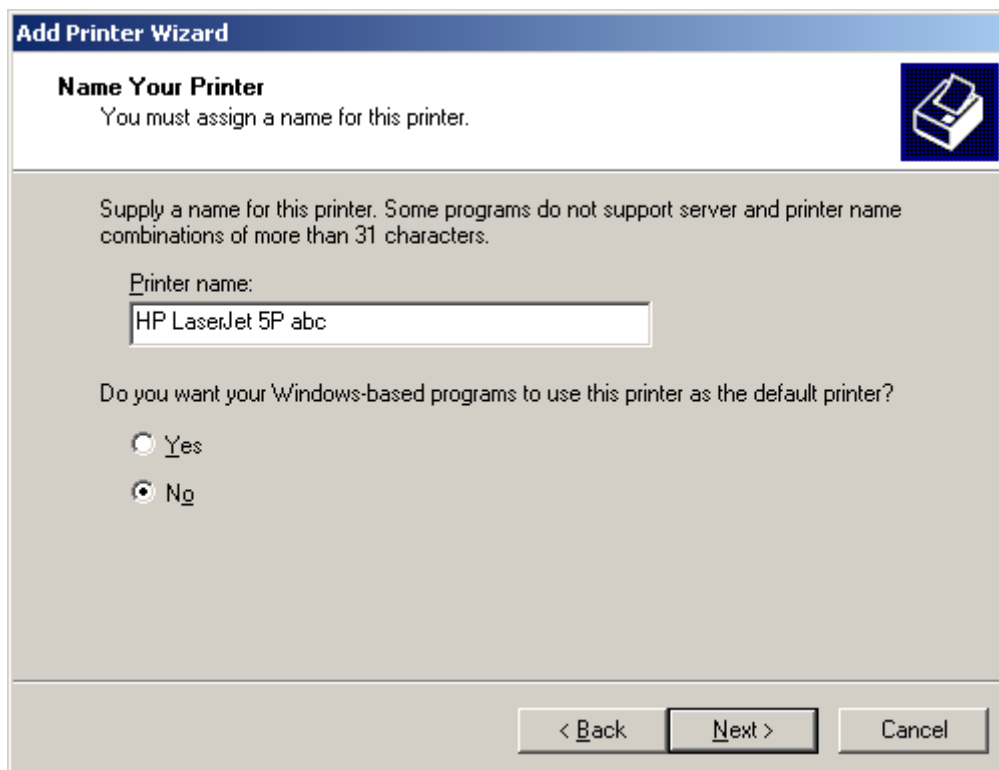 Add Printer Wizard
Name Your Printer
You must assign a name for this printer.
Supply a name for this printer. Some programs do not support server and printer name
combinations of more than 31 characters.
Printer name:
HP LaserJet 5P abc
Do you want your Windows-based programs to use this printer as the default printer?
Yes
No
< Back Next > Cancel